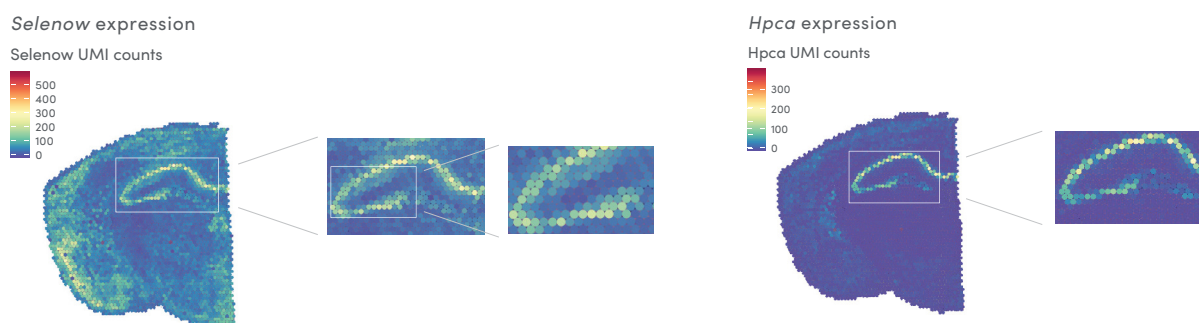 Selenow expression
Selenow UMI counts
500
400
300
200
100
0
Hpca expression
Hpca UMI counts
300
200
100
0